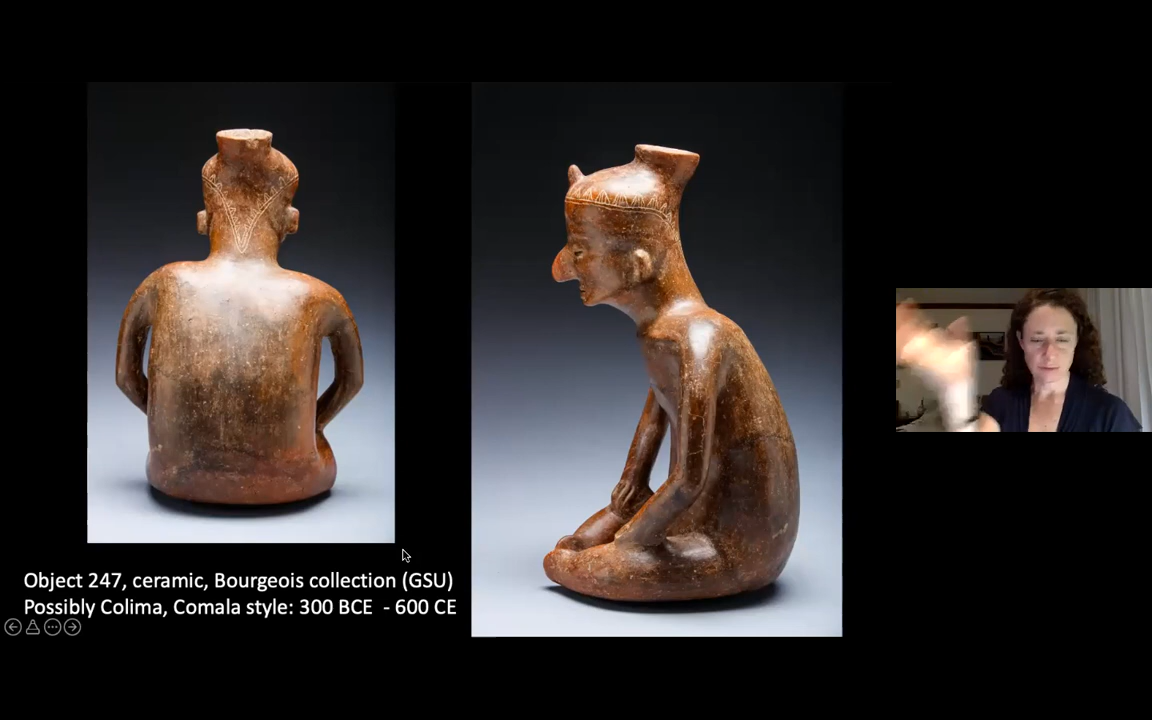 Object 247, ceramic, Bourgeois collection (GSU)
Possibly Colima, Comala style: 300 BCE  - 600 CE